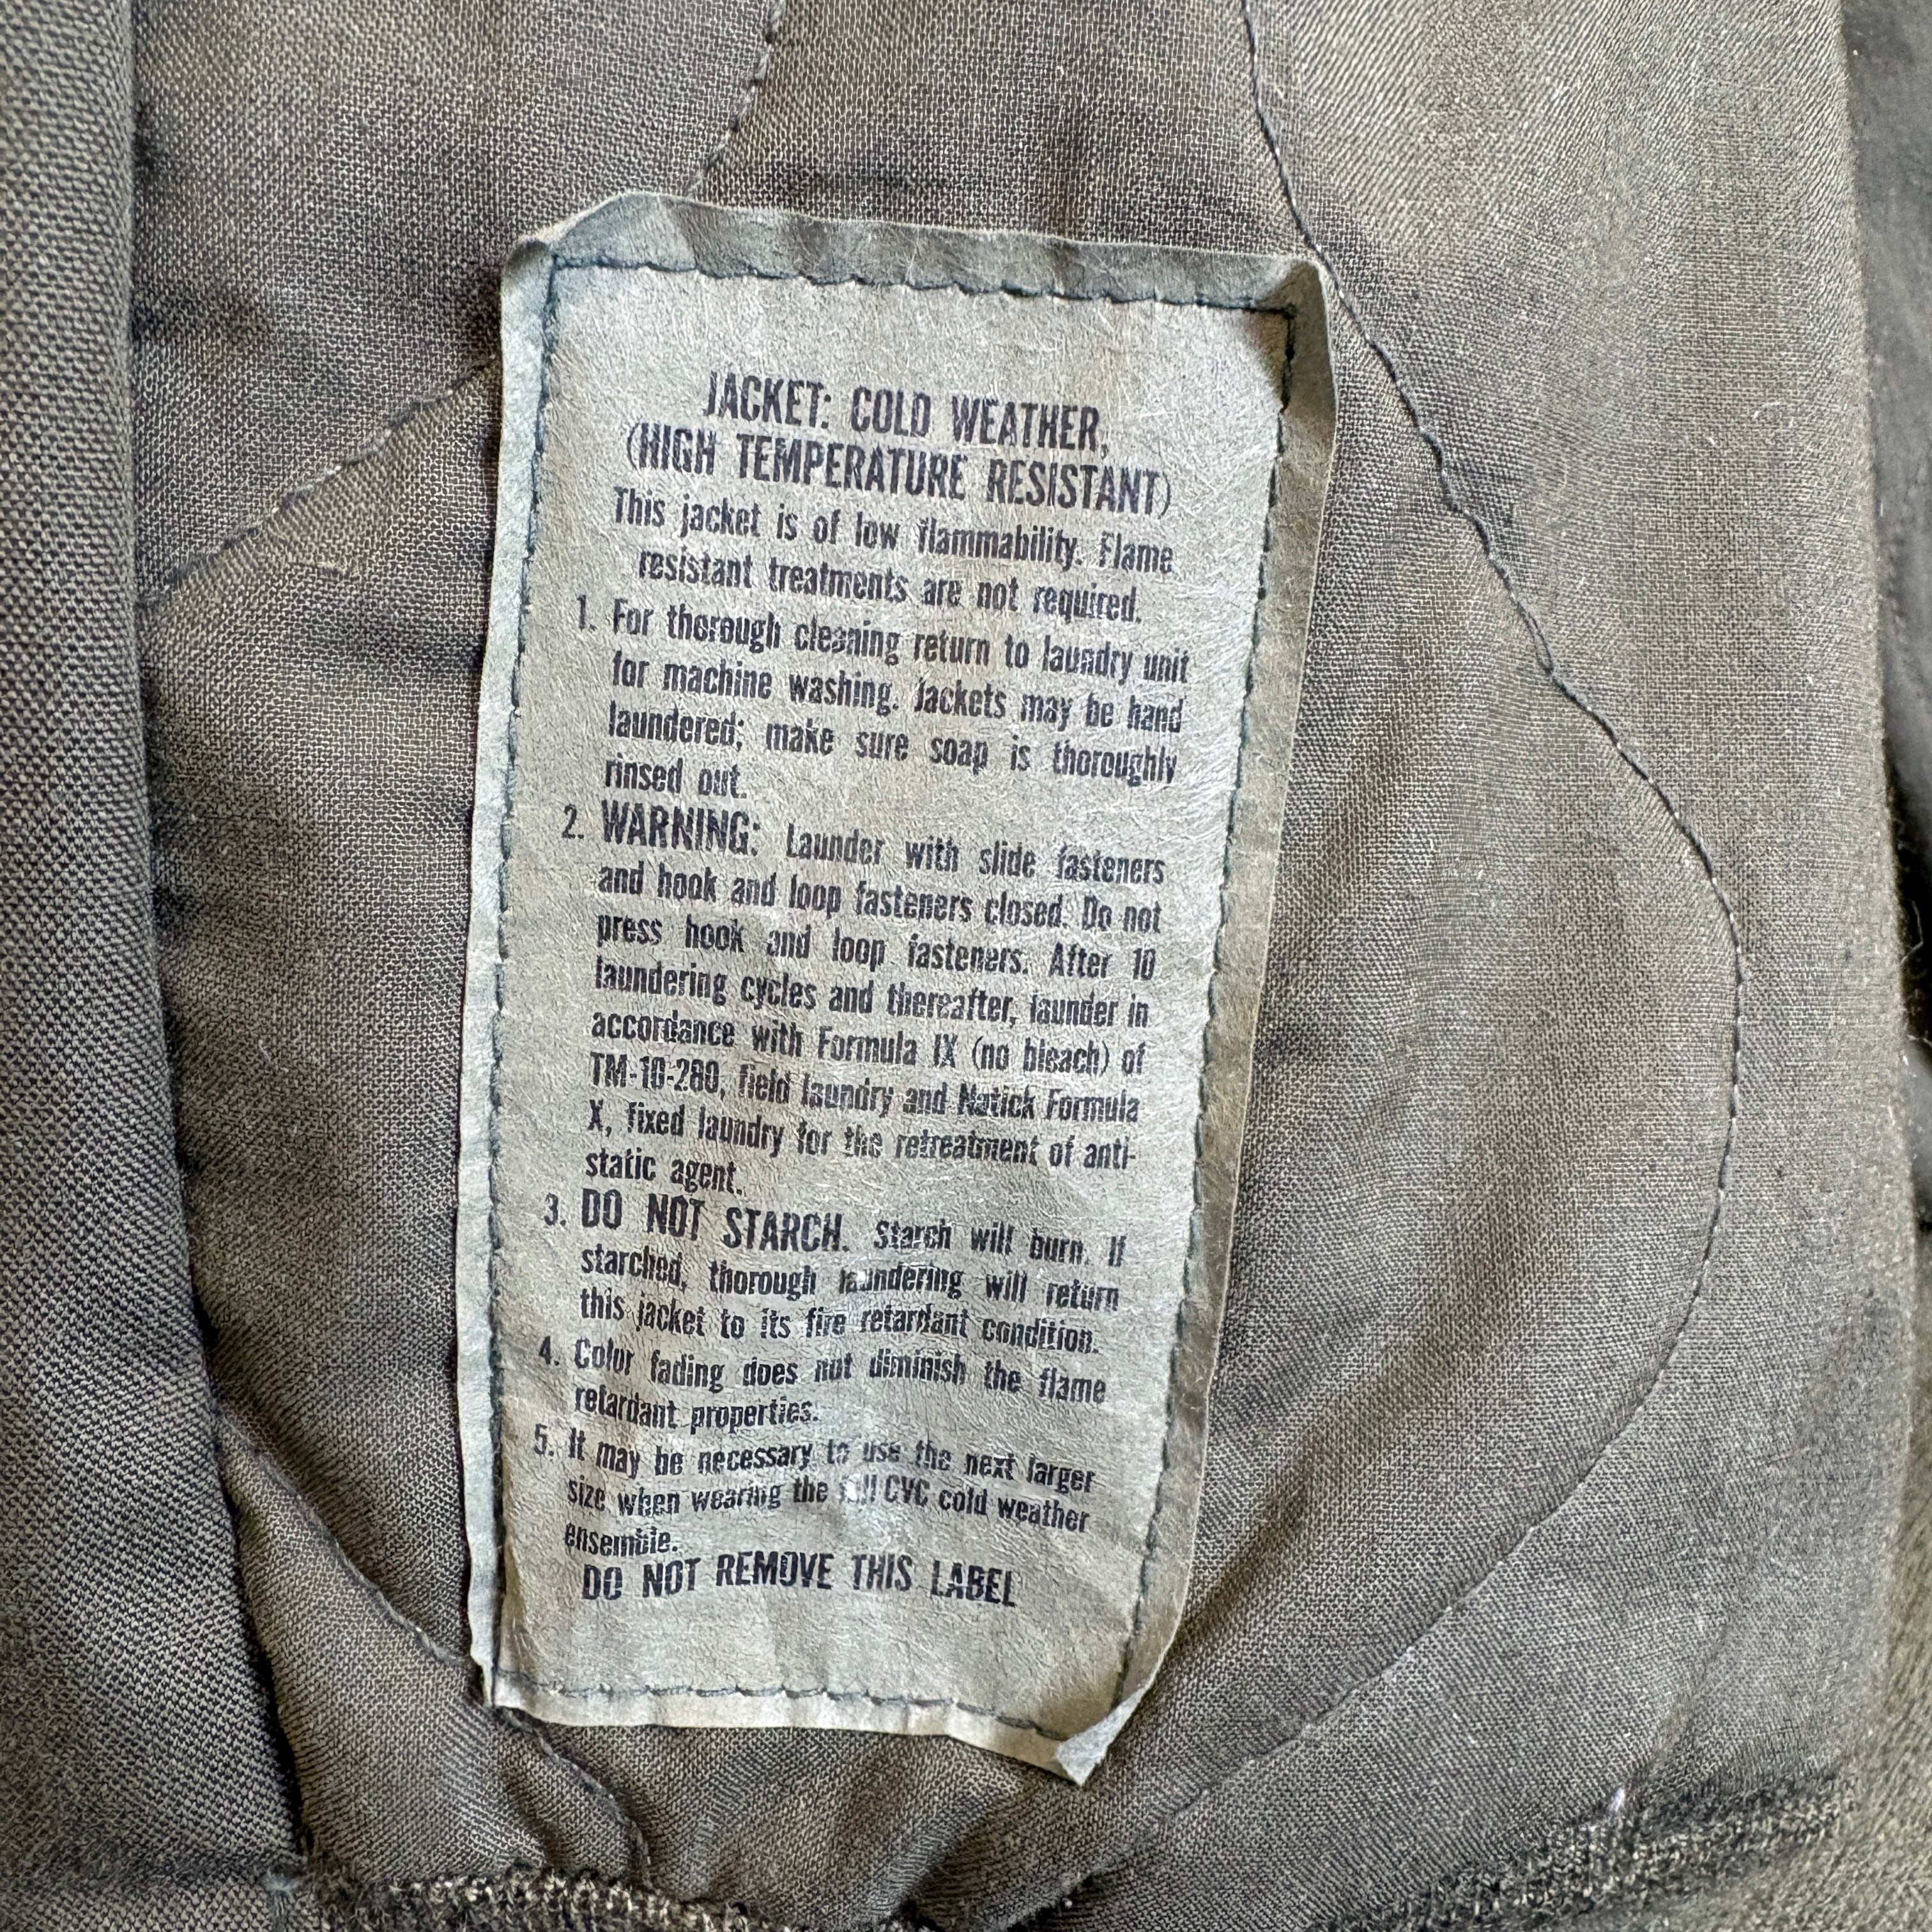 JACKET: COLD WEATHER,
(HIGH TEMPERATURE RESISTANT)
This jacket is of low flammability. Flame
resistant treatments are not required.
1. For thorough cleaning return to laundry unit
for machine washing. Jackets may be hand
laundered; make sure soap is thoroughly
rinsed out.
2. WARNING: Launder with slide fasteners
and hook and loop fasteners closed. Do not
press hook and loop fasteners. After 10
laundering cycles and thereafter, launder in
accordance with Formula IX (no bleach) of
TM-10-280, field laundry and Natick Formula
X, fixed laundry for the retreatment of anti-
static agent.
3. DO NOT STARCH. Starch will burn. If
starched, thorough laundering will return
this jacket to its fire retardant condition.
4. Color fading does not diminish the flame
retardant properties.
5. It may be necessary to use the next larger
size when wearing the full CVC cold weather
ensemble.
DO NOT REMOVE THIS LABEL